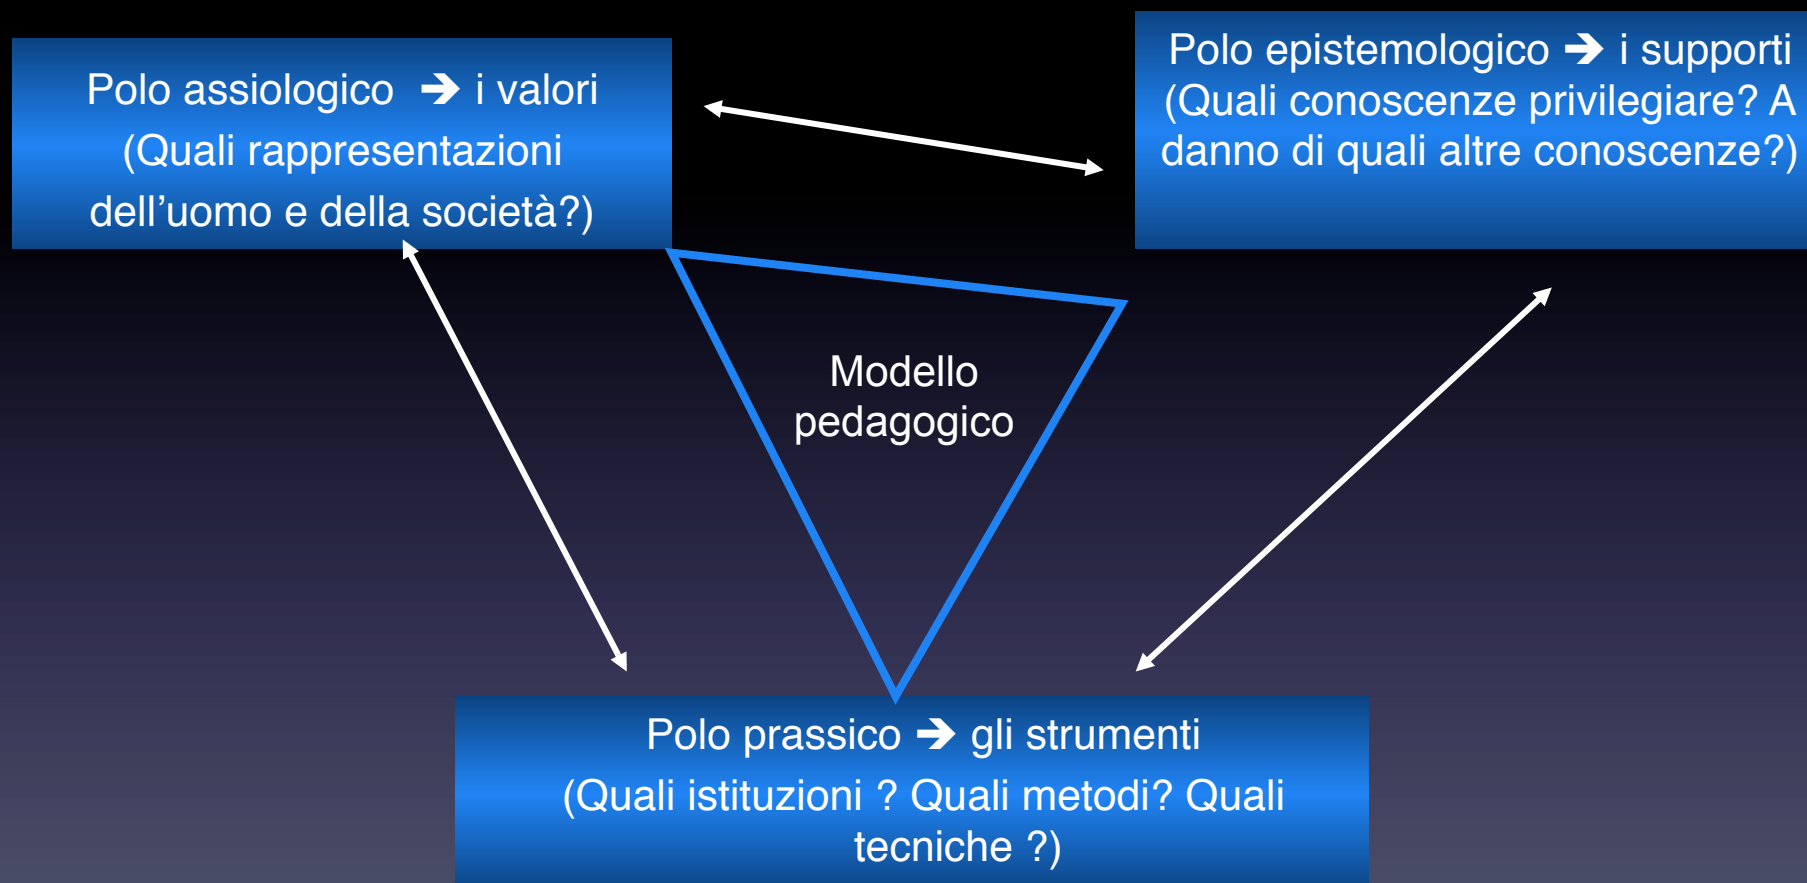 Polo assiologico ➔ i valori
(Quali rappresentazioni
dell’uomo e della società?)
Polo epistemologico ➔ i supporti
(Quali conoscenze privilegiare? A
danno di quali altre conoscenze?)
Modello
pedagogico
Polo prassico ➔ gli strumenti
(Quali istituzioni ? Quali metodi? Quali
tecniche ?)